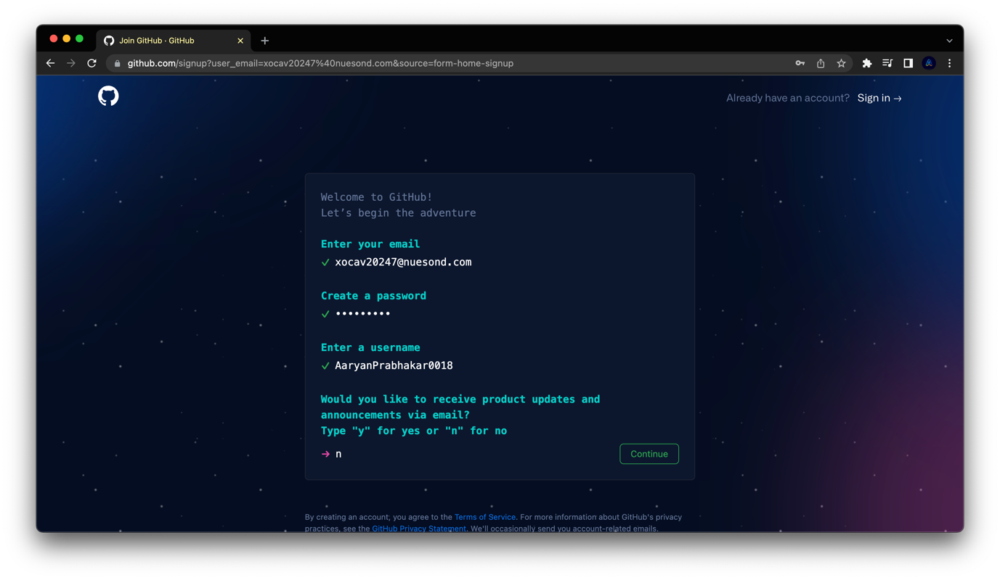 Join GitHub · GitHub
github.com/signup?user_email=xocav20247%40nuesond.com&source=form-home-signup
Already have an account? Sign in →
Welcome to GitHub!
Let’s begin the adventure
Enter your email
✓ xocav20247@nuesond.com
Create a password
✓ •••••••••
Enter a username
✓ AaryanPrabhakar0018
Would you like to receive product updates and
announcements via email?
Type "y" for yes or "n" for no
→ n
Continue
By creating an account, you agree to the Terms of Service. For more information about GitHub's privacy
practices, see the GitHub Privacy Statement. We'll occasionally send you account-related emails.